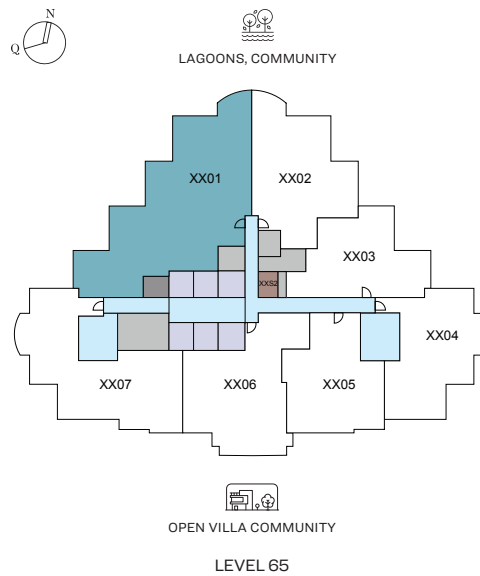 N
Q
LAGOONS, COMMUNITY
XX01
XX02
XX03
XXS2
XX04
XX07
XX06
XX05
OPEN VILLA COMMUNITY
LEVEL 65